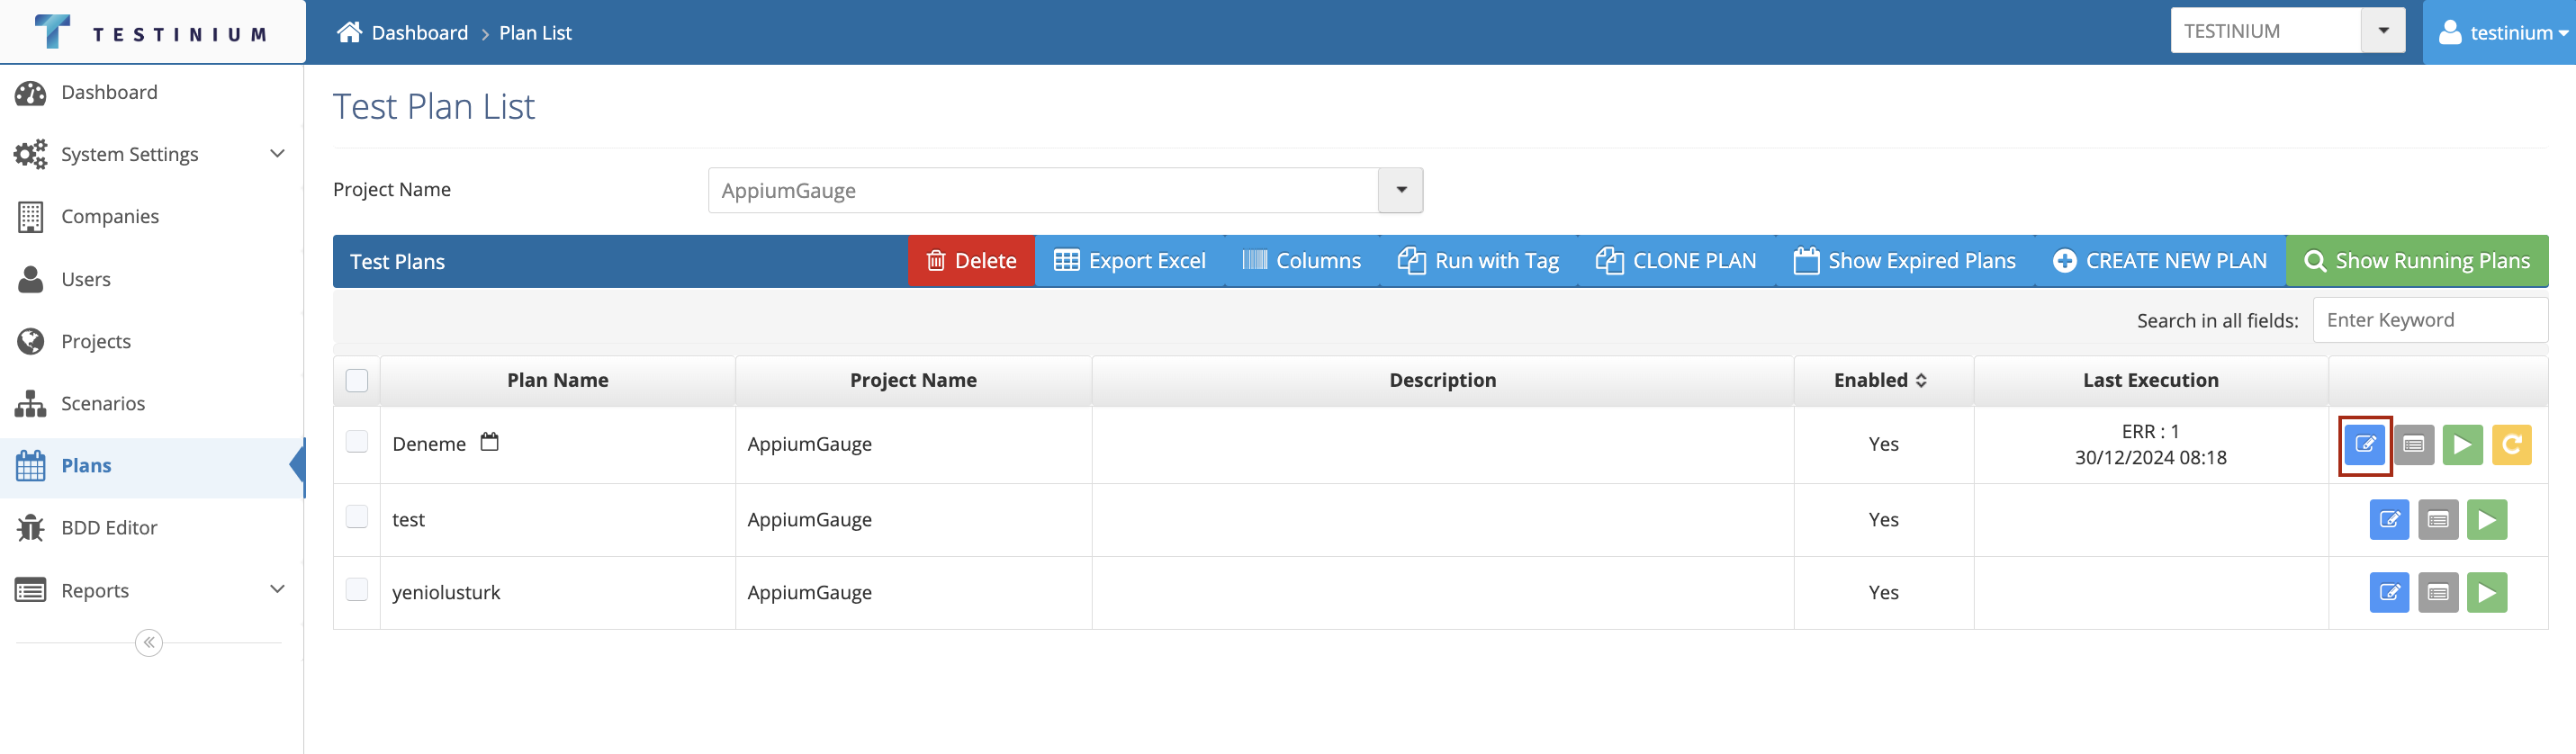 TESTINIUM
Dashboard > Plan List
TESTINIUM
testinium
Dashboard
System Settings
Companies
Users
Projects
Scenarios
Plans
BDD Editor
Reports
Test Plan List
Project Name
AppiumGauge
Test Plans
Delete
Export Excel
Columns
Run with Tag
CLONE PLAN
Show Expired Plans
CREATE NEW PLAN
Show Running Plans
Search in all fields: Enter Keyword
Plan Name Project Name Description Enabled Last Execution
Deneme AppiumGauge Yes ERR : 1
30/12/2024 08:18
test AppiumGauge Yes
yeniolusturk AppiumGauge Yes